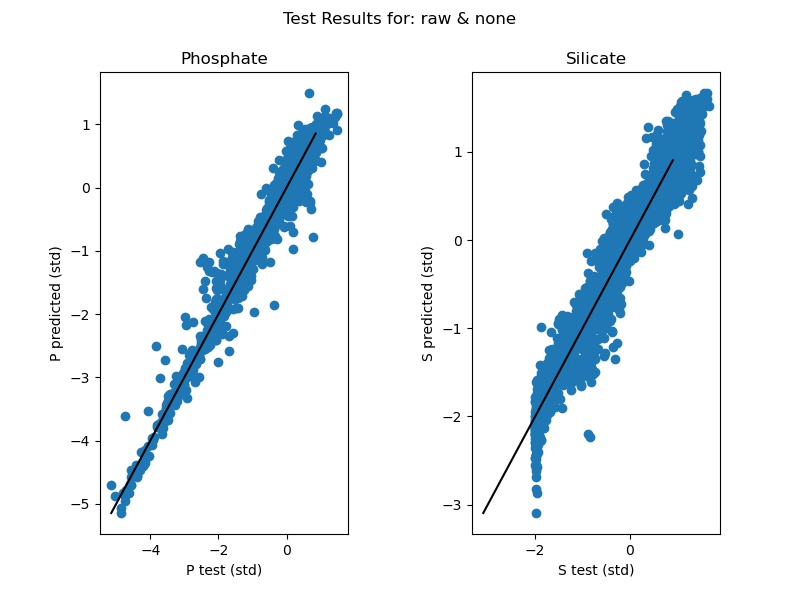 Test Results for: raw & none
Phosphate
Silicate
1
0
−1
−2
−3
−4
−5
−4
−2
0
P predicted (std)
P test (std)
1
0
−1
−2
−3
−2
0
S predicted (std)
S test (std)